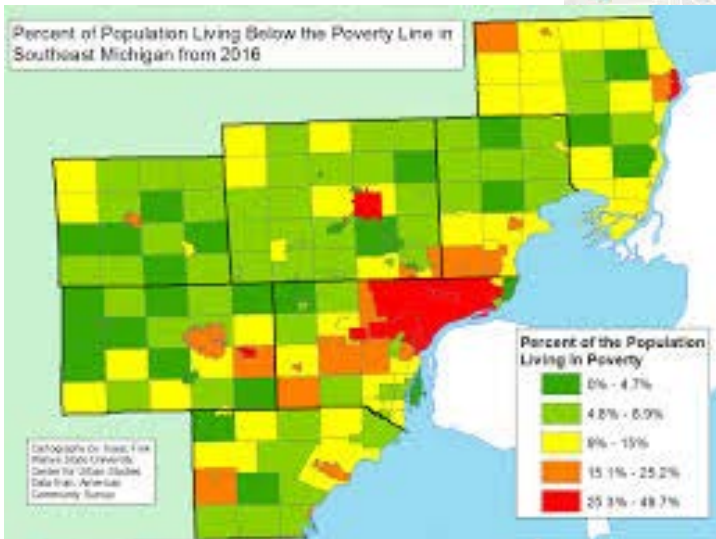 Percent of Population Living Below the Poverty Line in
Southeast Michigan from 2016
Percent of the Population
Living in Poverty
0% - 4.7%
4.8% - 8.9%
9% - 15%
15.1% - 25.2%
25.3% - 49.7%
Cartography by: Isaac
State University
Center for Urban Studies
Data from: American
Community Survey